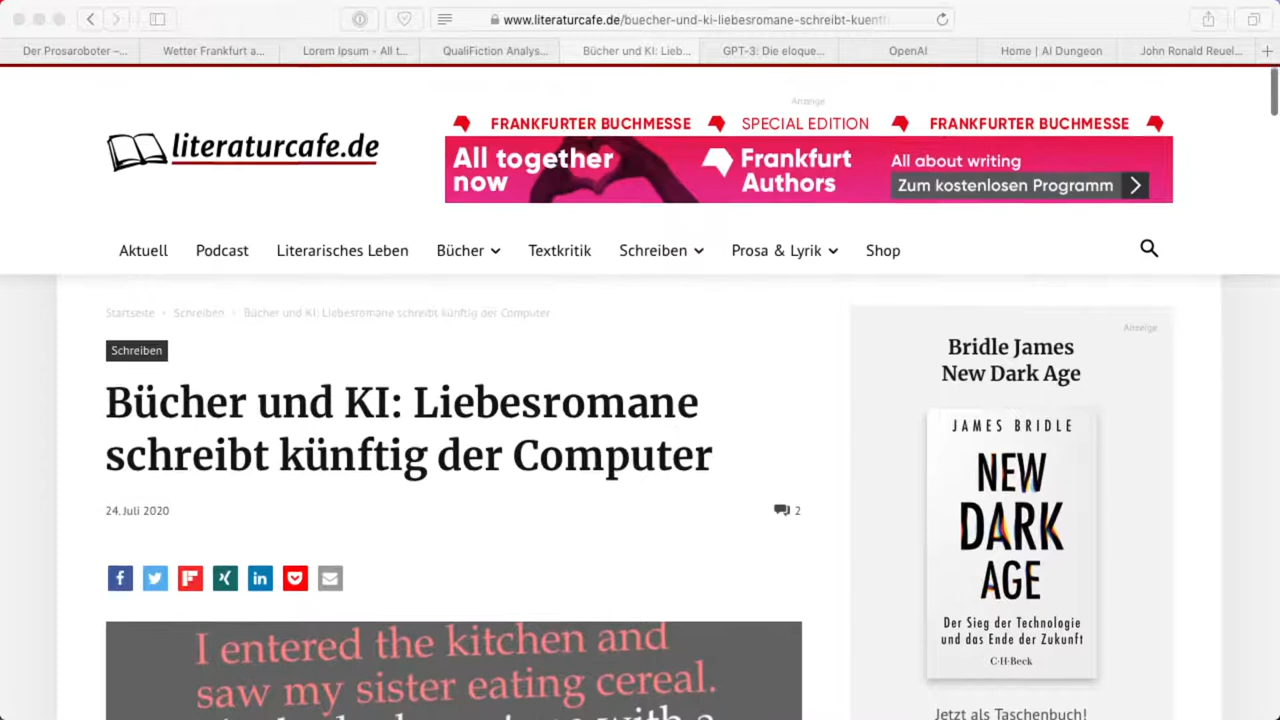 www.literaturcafe.de/buecher-und-ki-liebesromane-schreibt-kuenf
Der Prosaroboter –...
Wetter Frankfurt a...
Lorem Ipsum - All t...
QualiFiction Analys...
Bücher und KI: Lieb...
GPT-3: Die eloque...
OpenAI
Home | AI Dungeon
John Ronald Reuel...
literaturcafe.de
Anzeige
FRANKFURTER BUCHMESSE SPECIAL EDITION FRANKFURTER BUCHMESSE
All together
now
Frankfurt
Authors
All about writing
Zum kostenlosen Programm
Aktuell Podcast Literarisches Leben Bücher Textkritik Schreiben Prosa & Lyrik Shop
Startseite Schreiben Bücher und KI: Liebesromane schreibt künftig der Computer
Schreiben
Bücher und KI: Liebesromane
schreibt künftig der Computer
24. Juli 2020
2
I entered the kitchen and
saw my sister eating cereal.
with a
Anzeige
Bridle James
New Dark Age
JAMES BRIDLE
NEW
DARK
AGE
Der Sieg der Technologie
und das Ende der Zukunft
C·H·Beck
Jetzt als Taschenbuch!